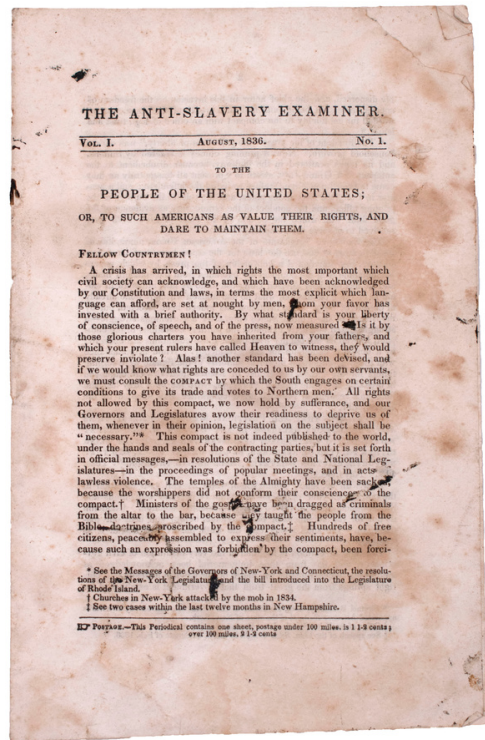 THE ANTI-SLAVERY EXAMINER.
VOL. I. AUGUST, 1836. NO. 1.
TO THE
PEOPLE OF THE UNITED STATES;
OR, TO SUCH AMERICANS AS VALUE THEIR RIGHTS, AND
DARE TO MAINTAIN THEM.
FELLOW COUNTRYMEN!
A crisis has arrived, in which rights the most important which
civil society can acknowledge, and which have been acknowledged
by our Constitution and laws, in terms the most explicit which lan-
guage can afford, are set at nought by men, whom your favor has
invested with a brief authority. By what standard is your liberty
of conscience, of speech, and of the press, now measured Is it by
those glorious charters you have inherited from your fathers, and
which your present rulers have called Heaven to witness, they would
preserve inviolate? Alas! another standard has been devised, and
if we would know what rights are conceded to us by our own servants,
we must consult the COMPACT by which the South engages on certain
conditions to give its trade and votes to Northern men. All rights
not allowed by this compact, we now hold by sufferance, and our
Governors and Legislatures avow their readiness to deprive us of
them, whenever in their opinion, legislation on the subject shall be
"necessary."* This compact is not indeed published to the world,
under the hands and seals of the contracting parties, but it is set forth
in official messages,—in resolutions of the State and National Leg-
islatures—in the proceedings of popular meetings, and in acts
lawless violence. The temples of the Almighty have been sacked
because the worshippers did not conform their consciences to the
compact.† Ministers of the gospel have been dragged as criminals
from the altar to the bar, because they taught the people from the
Bible doctrines proscribed by the compact.‡ Hundreds of free
citizens, peaceably assembled to express their sentiments, have, be-
cause such an expression was forbidden by the compact, been forci-
* See the Messages of the Governors of New-York and Connecticut, the resolu-
tions of the New-York Legislature and the bill introduced into the Legislature
of Rhode Island.
† Churches in New-York attacked by the mob in 1834.
‡ See two cases within the last twelve months in New Hampshire.
☞ POSTAGE.—This Periodical contains one sheet, postage under 100 miles, is 1 1-2 cents;
over 100 miles, 2 1-2 cents